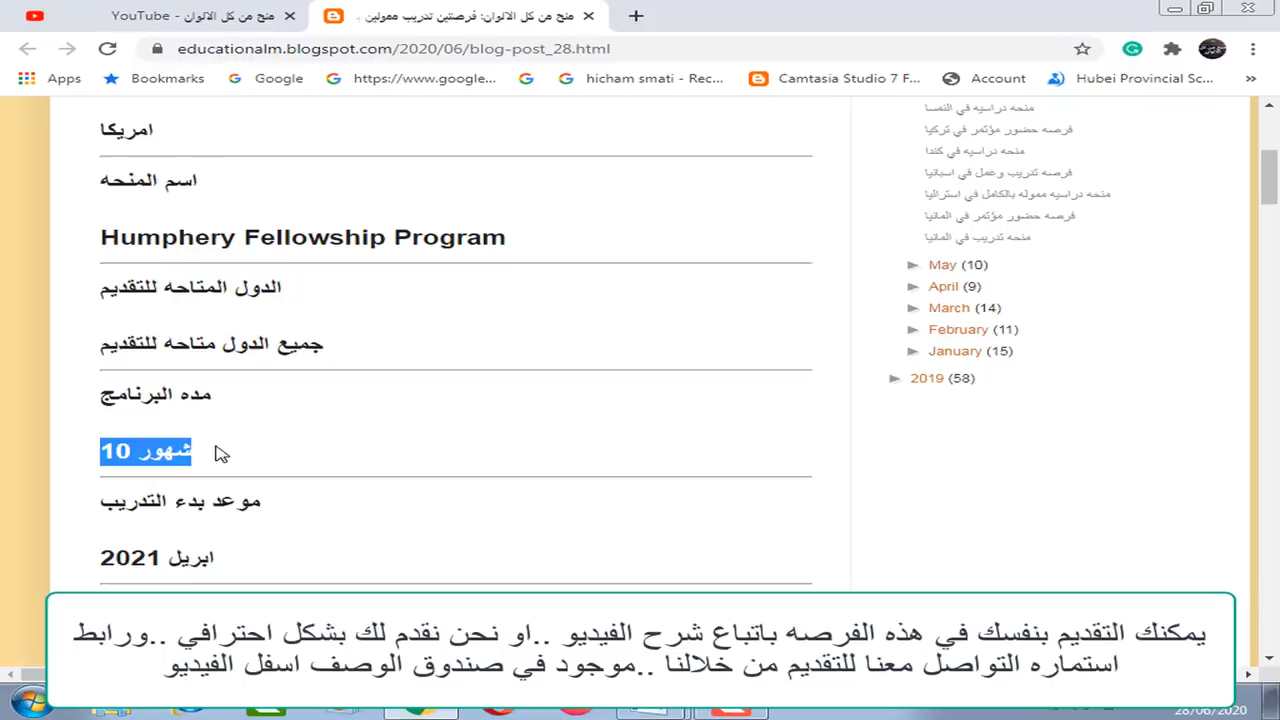 منح من كل الالوان - YouTube
منح من كل الالوان: فرصتين تدريب ممولين
educationalm.blogspot.com/2020/06/blog-post_28.html
Apps Bookmarks Google https://www.google... hicham smati - Rec... Camtasia Studio 7 F... Account Hubei Provincial Sc... »
امريكا
اسم المنحه
Humphery Fellowship Program
الدول المتاحه للتقديم
جميع الدول متاحه للتقديم
مده البرنامج
10 شهور
موعد بدء التدريب
ابريل 2021
منحه دراسيه في النمسا
فرصه حضور مؤتمر في تركيا
منحه دراسيه في كندا
فرصه تدريب وعمل في اسبانيا
منحه دراسيه مموله بالكامل في استراليا
فرصه حضور مؤتمر في المانيا
منحه تدريب في المانيا
► May (10)
► April (9)
► March (14)
► February (11)
► January (15)
► 2019 (58)
يمكنك التقديم بنفسك في هذه الفرصه باتباع شرح الفيديو ..او نحن نقدم لك بشكل احترافي ..ورابط
استماره التواصل معنا للتقديم من خلالنا ..موجود في صندوق الوصف اسفل الفيديو
28/06/2020